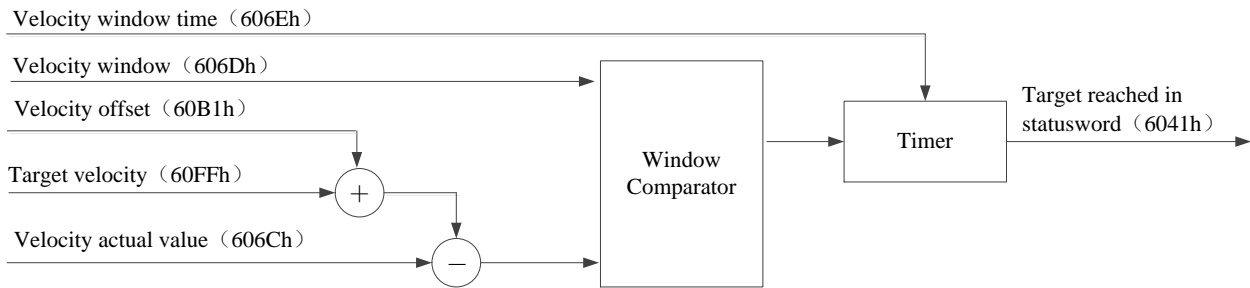 Velocity window time（606Eh）
Velocity window（606Dh）
Velocity offset（60B1h）
Target velocity（60FFh）
Velocity actual value（606Ch）
+
−
Window
Comparator
Timer
Target reached in
statusword（6041h）